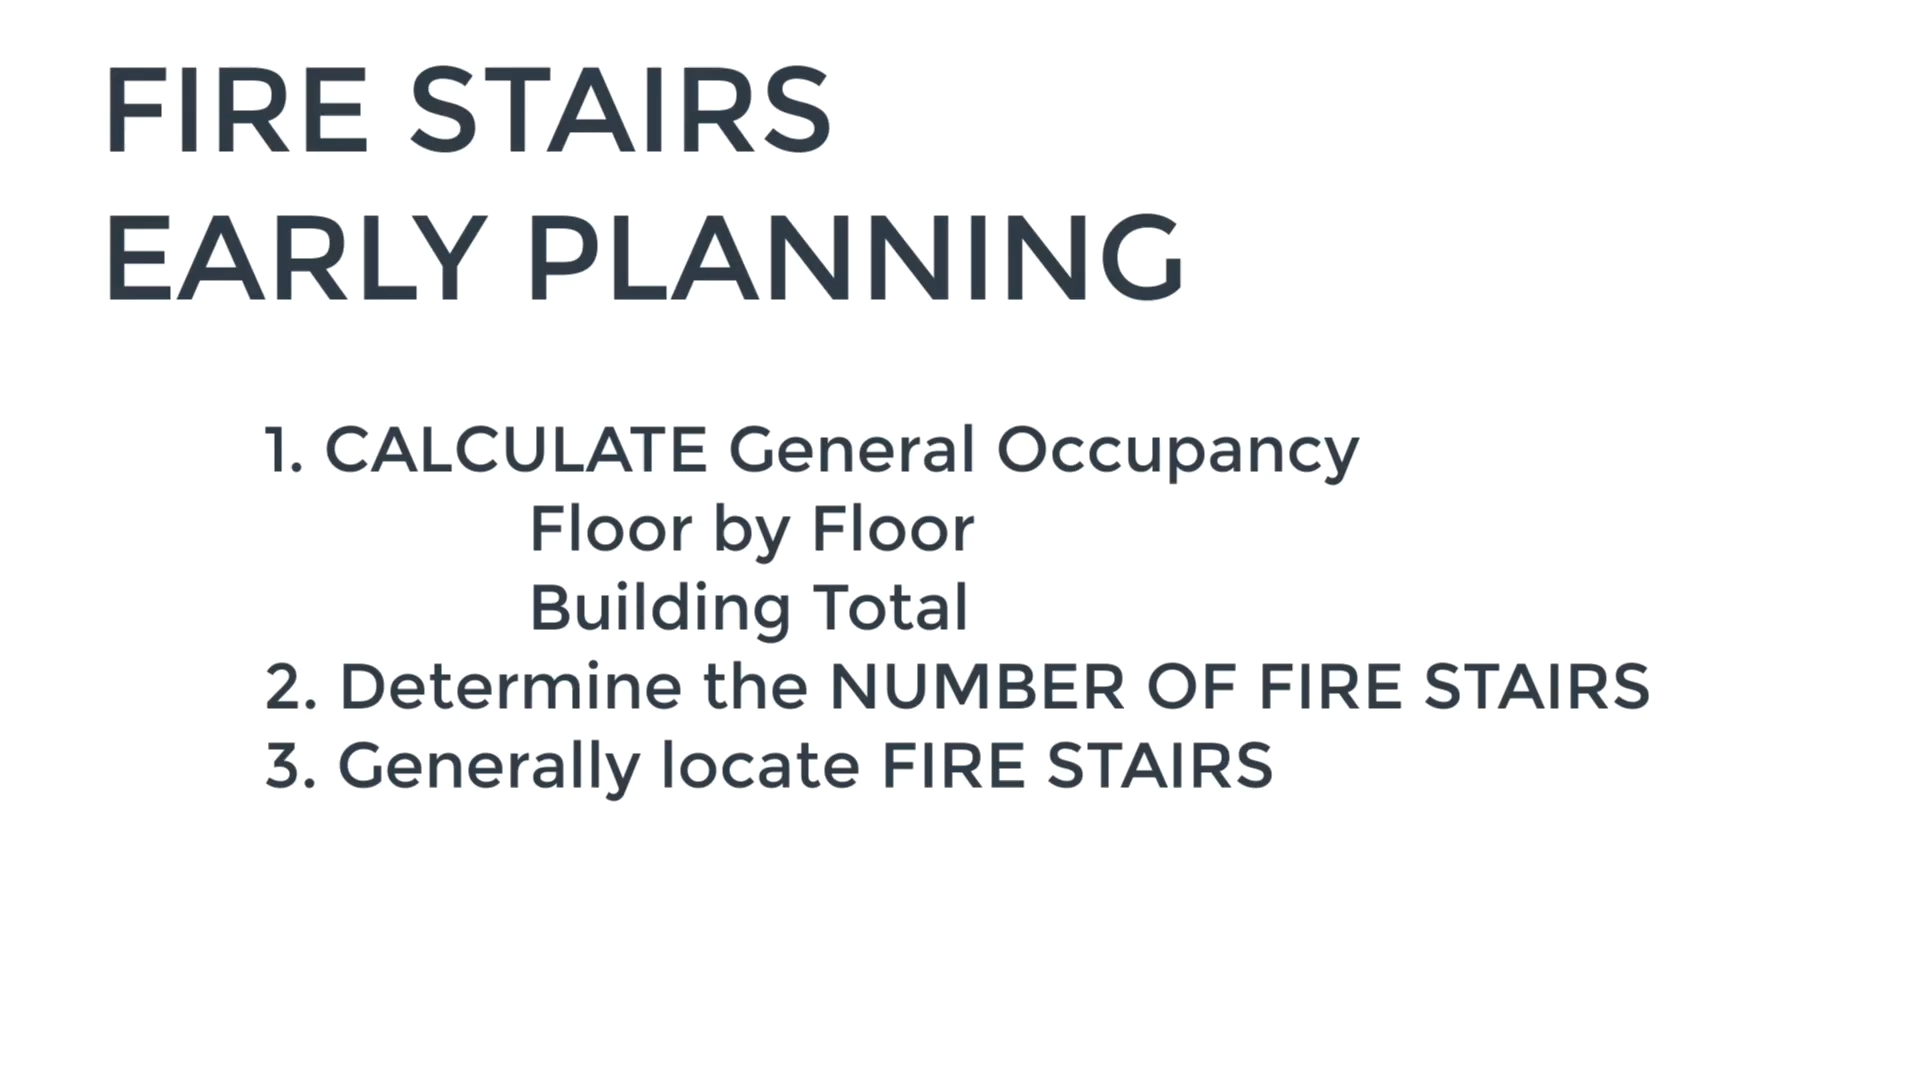 FIRE STAIRS
EARLY PLANNING
1. CALCULATE General Occupancy
Floor by Floor
Building Total
2. Determine the NUMBER OF FIRE STAIRS
3. Generally locate FIRE STAIRS